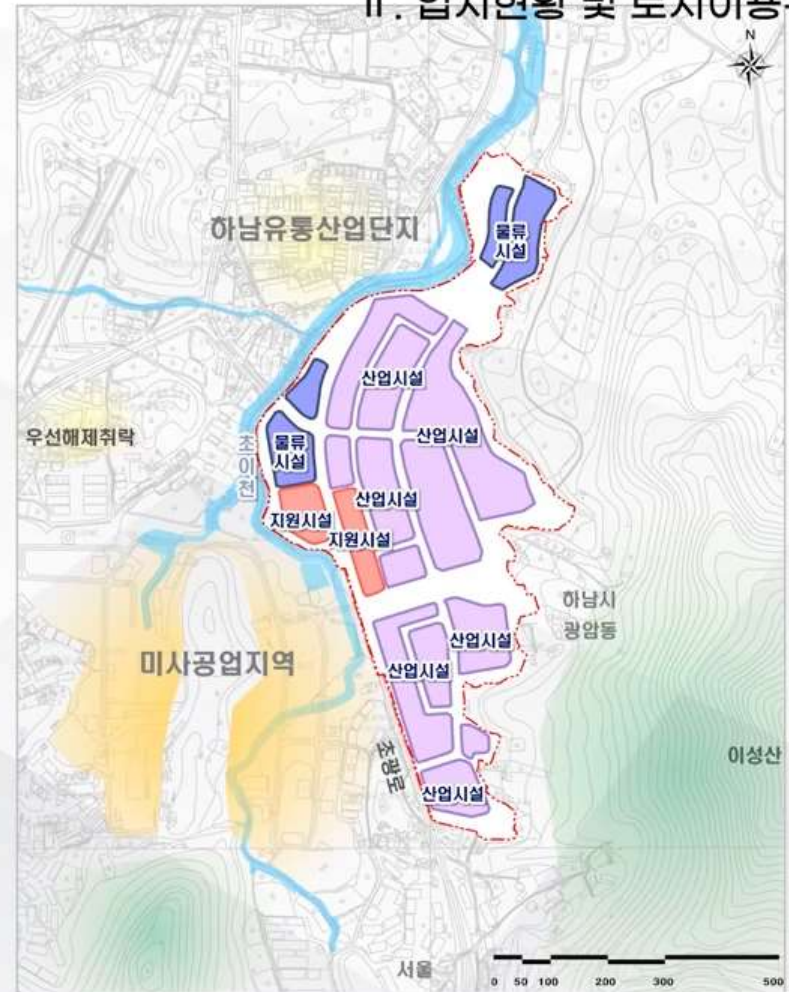 Ⅱ. 입지현황 및 토지이용
N
하남유통산업단지
물류
시설
산업시설
우선해제취락
초이천
물류
시설
산업시설
산업시설
지원시설
지원시설
하남시
광암동
미사공업지역
산업시설
산업시설
초광로
이성산
산업시설
서울
0 50 100 200 300 500